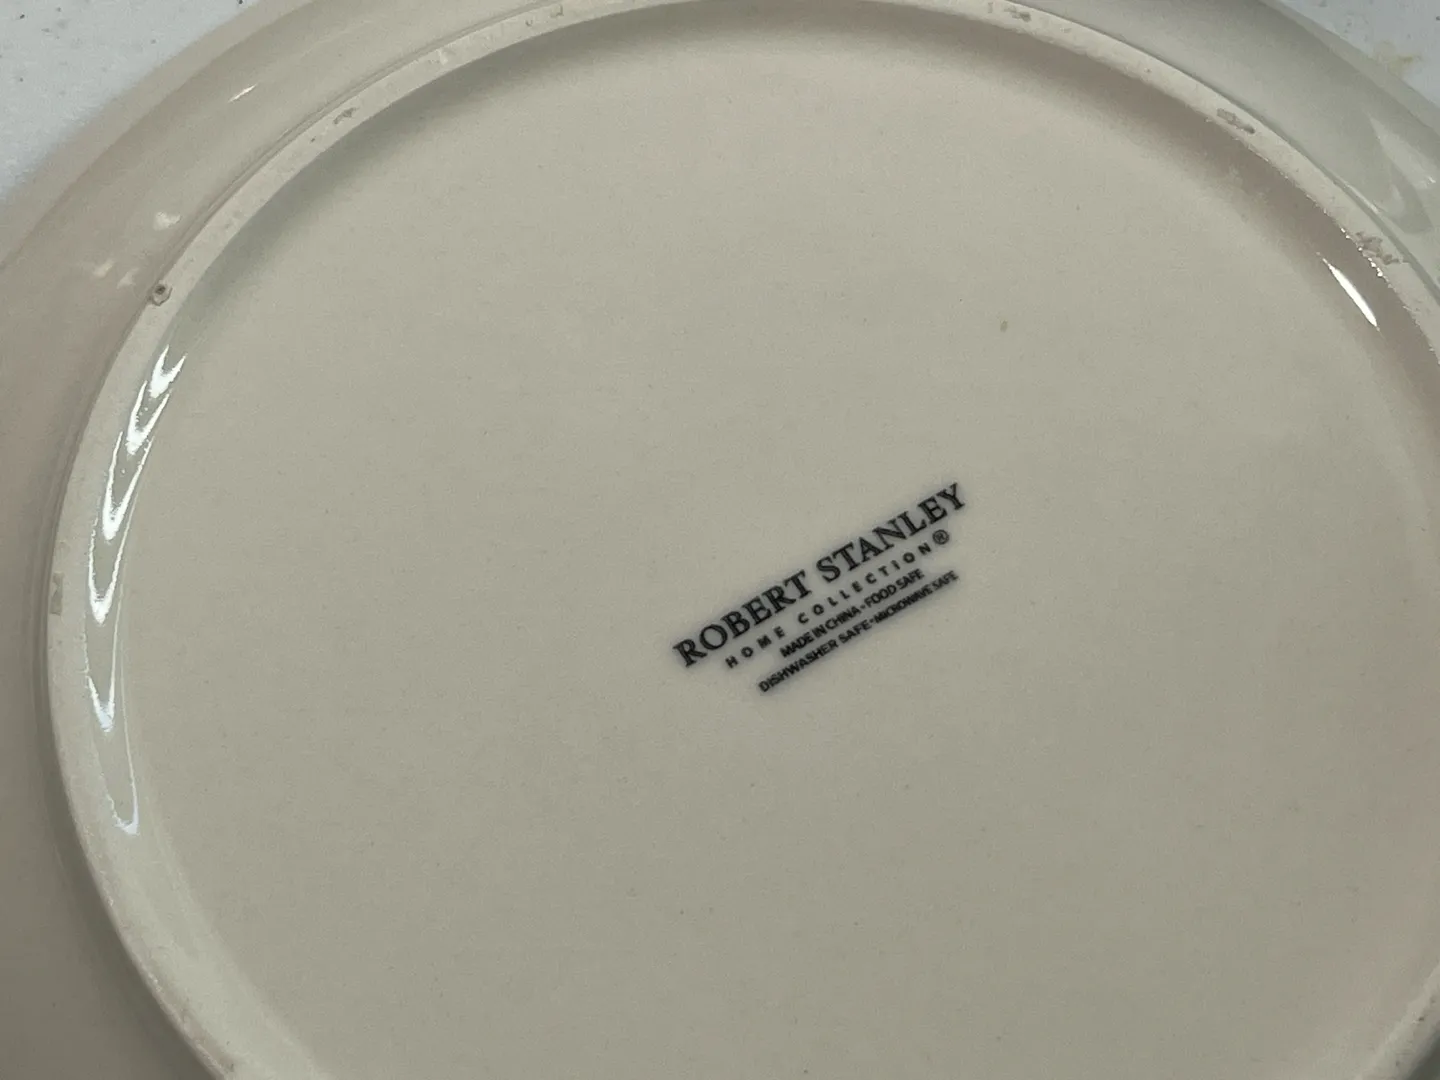 ROBERT STANLEY
HOME COLLECTION®
MADE IN CHINA • FOOD SAFE
DISHWASHER SAFE • MICROWAVE SAFE